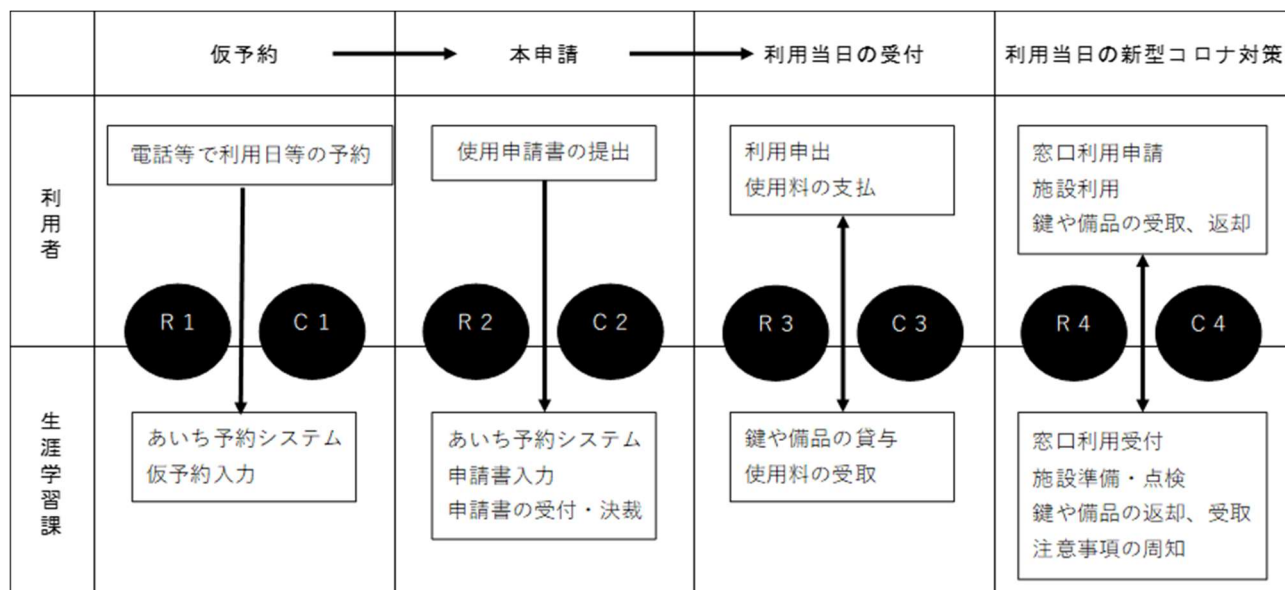 仮予約
本申請
利用当日の受付
利用当日の新型コロナ対策
利用者
電話等で利用日等の予約
使用申請書の提出
利用申出
使用料の支払
窓口利用申請
施設利用
鍵や備品の受取、返却
R1
C1
R2
C2
R3
C3
R4
C4
生涯学習課
あいち予約システム
仮予約入力
あいち予約システム
申請書入力
申請書の受付・決裁
鍵や備品の貸与
使用料の受取
窓口利用受付
施設準備・点検
鍵や備品の返却、受取
注意事項の周知